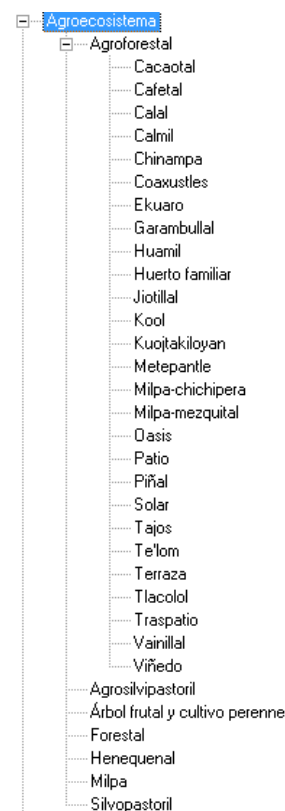 Agroecosistema
Agroforestal
Cacaotal
Cafetal
Calal
Calmil
Chinampa
Coaxustles
Ekuaro
Garambullal
Huamil
Huerto familiar
Jiotillal
Kool
Kuojtakiloyan
Metepantle
Milpa-chichipera
Milpa-mezquital
Oasis
Patio
Piñal
Solar
Tajos
Te'lom
Terraza
Tlacolol
Traspatio
Vainillal
Viñedo
Agrosilvipastoril
Árbol frutal y cultivo perenne
Forestal
Henequenal
Milpa
Silvopastoril